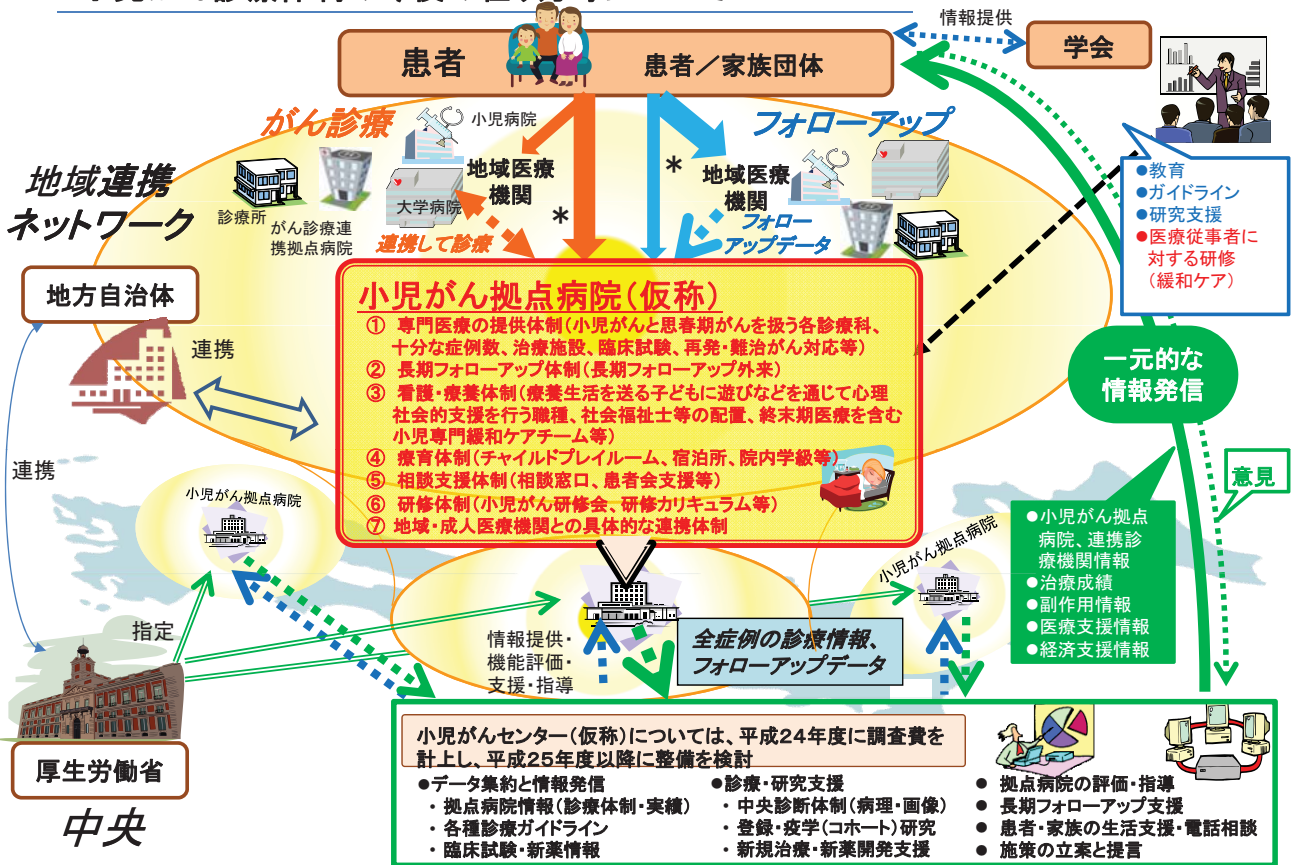 情報提供
学会
患者
患者／家族団体
がん診療
小児病院
フォローアップ
地域医療
機関
＊
＊
地域医療
機関
地域連携
ネットワーク
診療所
がん診療連
携拠点病院
大学病院
連携して診療
フォロー
アップデータ
●教育
●ガイドライン
●研究支援
●医療従事者に
対する研修
（緩和ケア）
地方自治体
連携
小児がん拠点病院（仮称）
① 専門医療の提供体制（小児がんと思春期がんを扱う各診療科、
十分な症例数、治療施設、臨床試験、再発・難治がん対応等）
② 長期フォローアップ体制（長期フォローアップ外来）
③ 看護・療養体制（療養生活を送る子どもに遊びなどを通じて心理
社会的支援を行う職種、社会福祉士等の配置、終末期医療を含む
小児専門緩和ケアチーム等）
④ 療育体制（チャイルドプレイルーム、宿泊所、院内学級等）
⑤ 相談支援体制（相談窓口、患者会支援等）
⑥ 研修体制（小児がん研修会、研修カリキュラム等）
⑦ 地域・成人医療機関との具体的な連携体制
一元的な
情報発信
連携
小児がん拠点病院
小児がん拠点病院
意見
●小児がん拠点
病院、連携診
療機関情報
●治療成績
●副作用情報
●医療支援情報
●経済支援情報
指定
情報提供・
機能評価・
支援・指導
全症例の診療情報、
フォローアップデータ
厚生労働省
中央
小児がんセンター（仮称）については、平成２４年度に調査費を
計上し、平成２５年度以降に整備を検討
●データ集約と情報発信
・ 拠点病院情報（診療体制・実績）
・ 各種診療ガイドライン
・ 臨床試験・新薬情報
●診療・研究支援
・ 中央診断体制（病理・画像）
・ 登録・疫学（コホート）研究
・ 新規治療・新薬開発支援
● 拠点病院の評価・指導
● 長期フォローアップ支援
● 患者・家族の生活支援・電話相談
● 施策の立案と提言